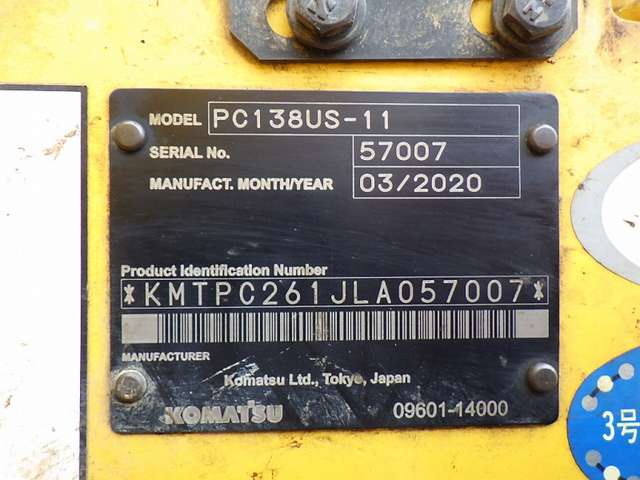 MODEL PC138US-11
SERIAL No. 57007
MANUFACT. MONTH/YEAR 03/2020
Product Identification Number
*KMTPC261JLA057007*
MANUFACTURER
Komatsu Ltd., Tokyo, Japan
KOMATSU 09601-14000
3号